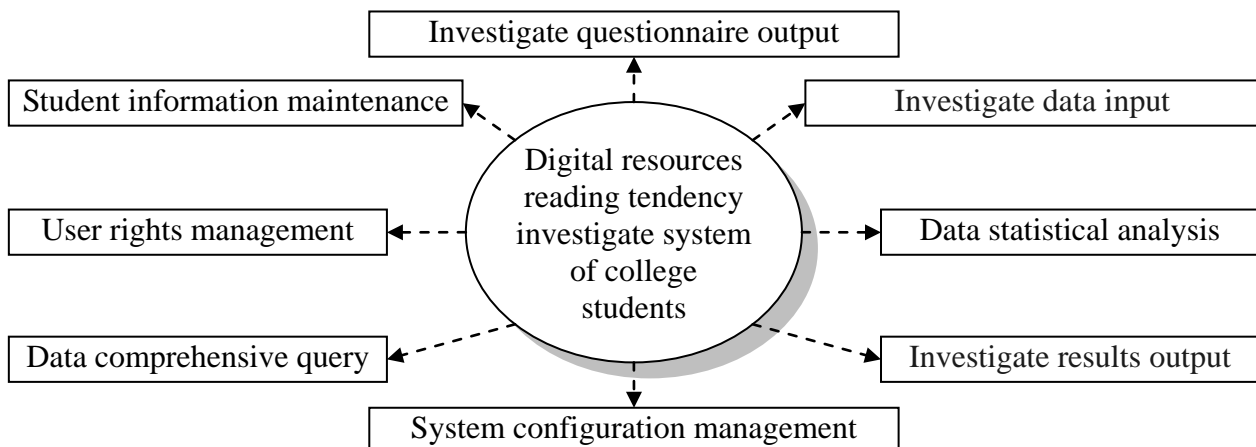 Investigate questionnaire output
Student information maintenance
Investigate data input
Digital resources
reading tendency
investigate system
of college
students
User rights management
Data statistical analysis
Data comprehensive query
Investigate results output
System configuration management